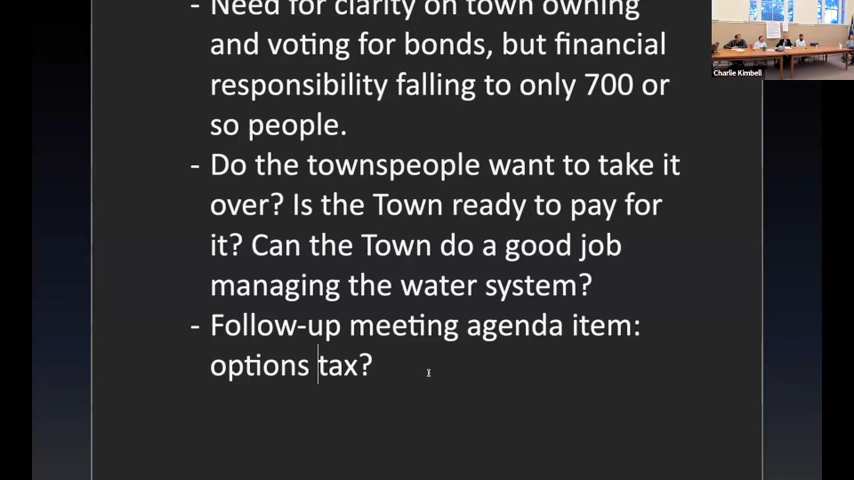 - Need for clarity on town owning
and voting for bonds, but financial
responsibility falling to only 700 or
so people.
- Do the townspeople want to take it
over? Is the Town ready to pay for
it? Can the Town do a good job
managing the water system?
- Follow-up meeting agenda item:
options tax?
Charlie Kimbell